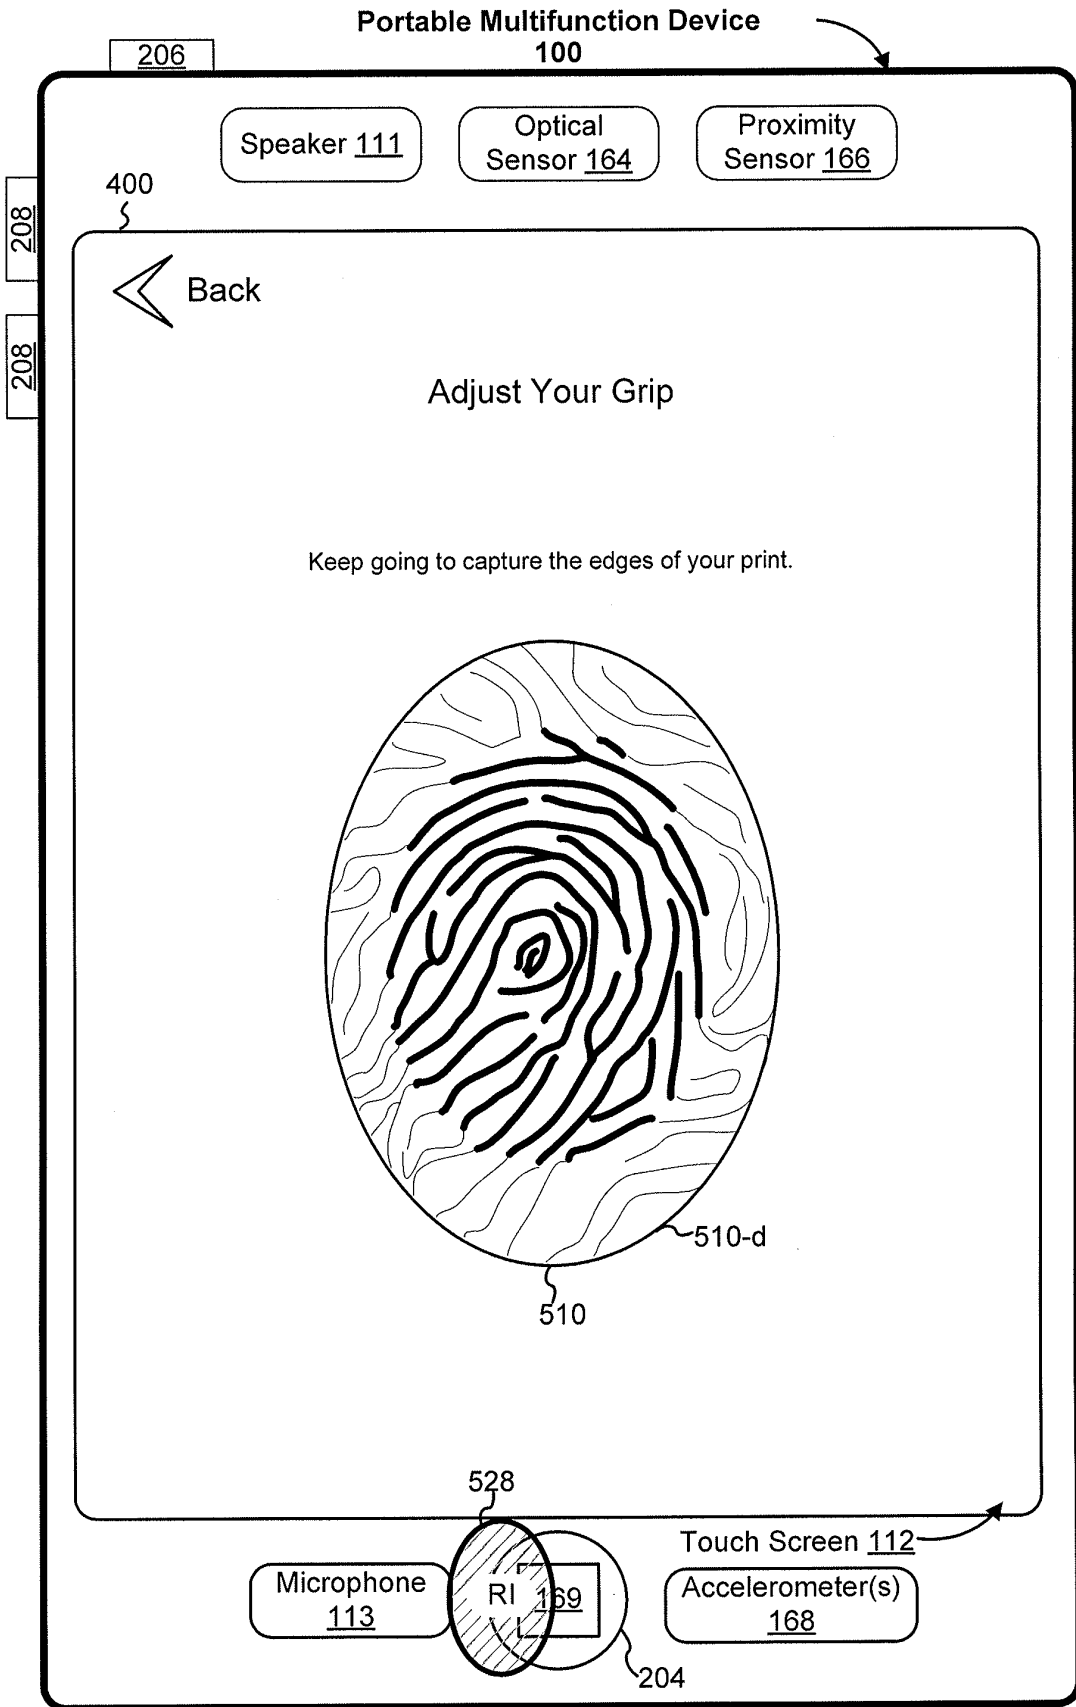 Portable Multifunction Device
100
206
Speaker 111
Optical
Sensor 164
Proximity
Sensor 166
400
208
208
Back
Adjust Your Grip
Keep going to capture the edges of your print.
510-d
510
528
Touch Screen 112
Microphone
113
RI
169
Accelerometer(s)
168
204